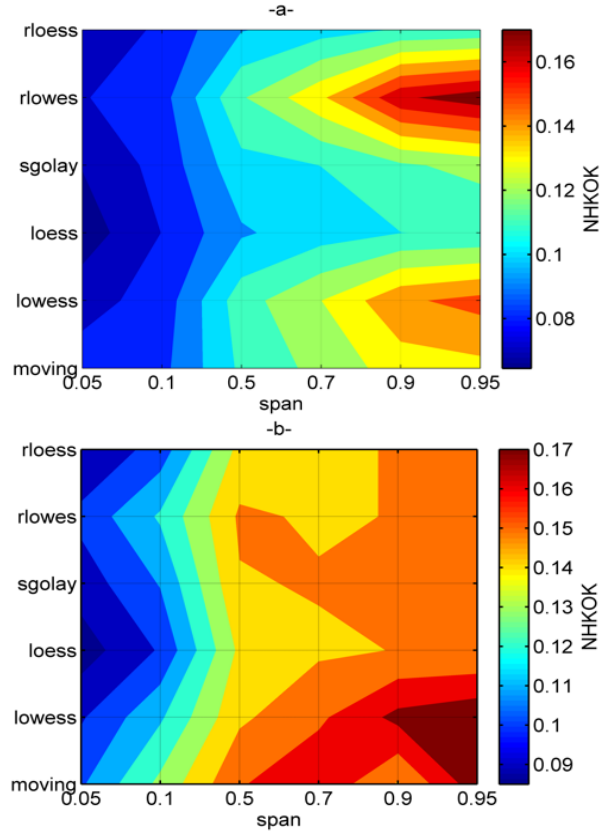 -a-
rloess
rlowes
sgolay
loess
lowess
moving
0.05 0.1 0.5 0.7 0.9 0.95
span
0.16
0.14
0.12
0.1
0.08
NHKOK
-b-
rloess
rlowes
sgolay
loess
lowess
moving
0.05 0.1 0.5 0.7 0.9 0.95
span
0.17
0.16
0.15
0.14
0.13
0.12
0.11
0.1
0.09
NHKOK